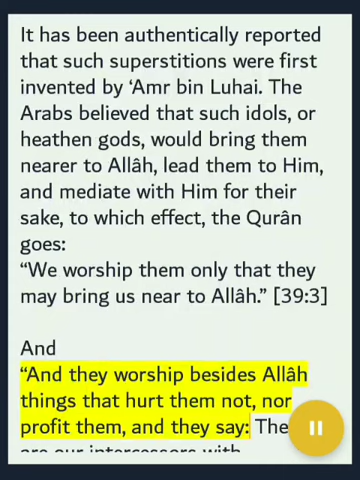 It has been authentically reported
that such superstitions were first
invented by ‘Amr bin Luhai. The
Arabs believed that such idols, or
heathen gods, would bring them
nearer to Allâh, lead them to Him,
and mediate with Him for their
sake, to which effect, the Qurân
goes:
“We worship them only that they
may bring us near to Allâh.” [39:3]
And
“And they worship besides Allâh
things that hurt them not, nor
profit them, and they say: The
are our intercessors with